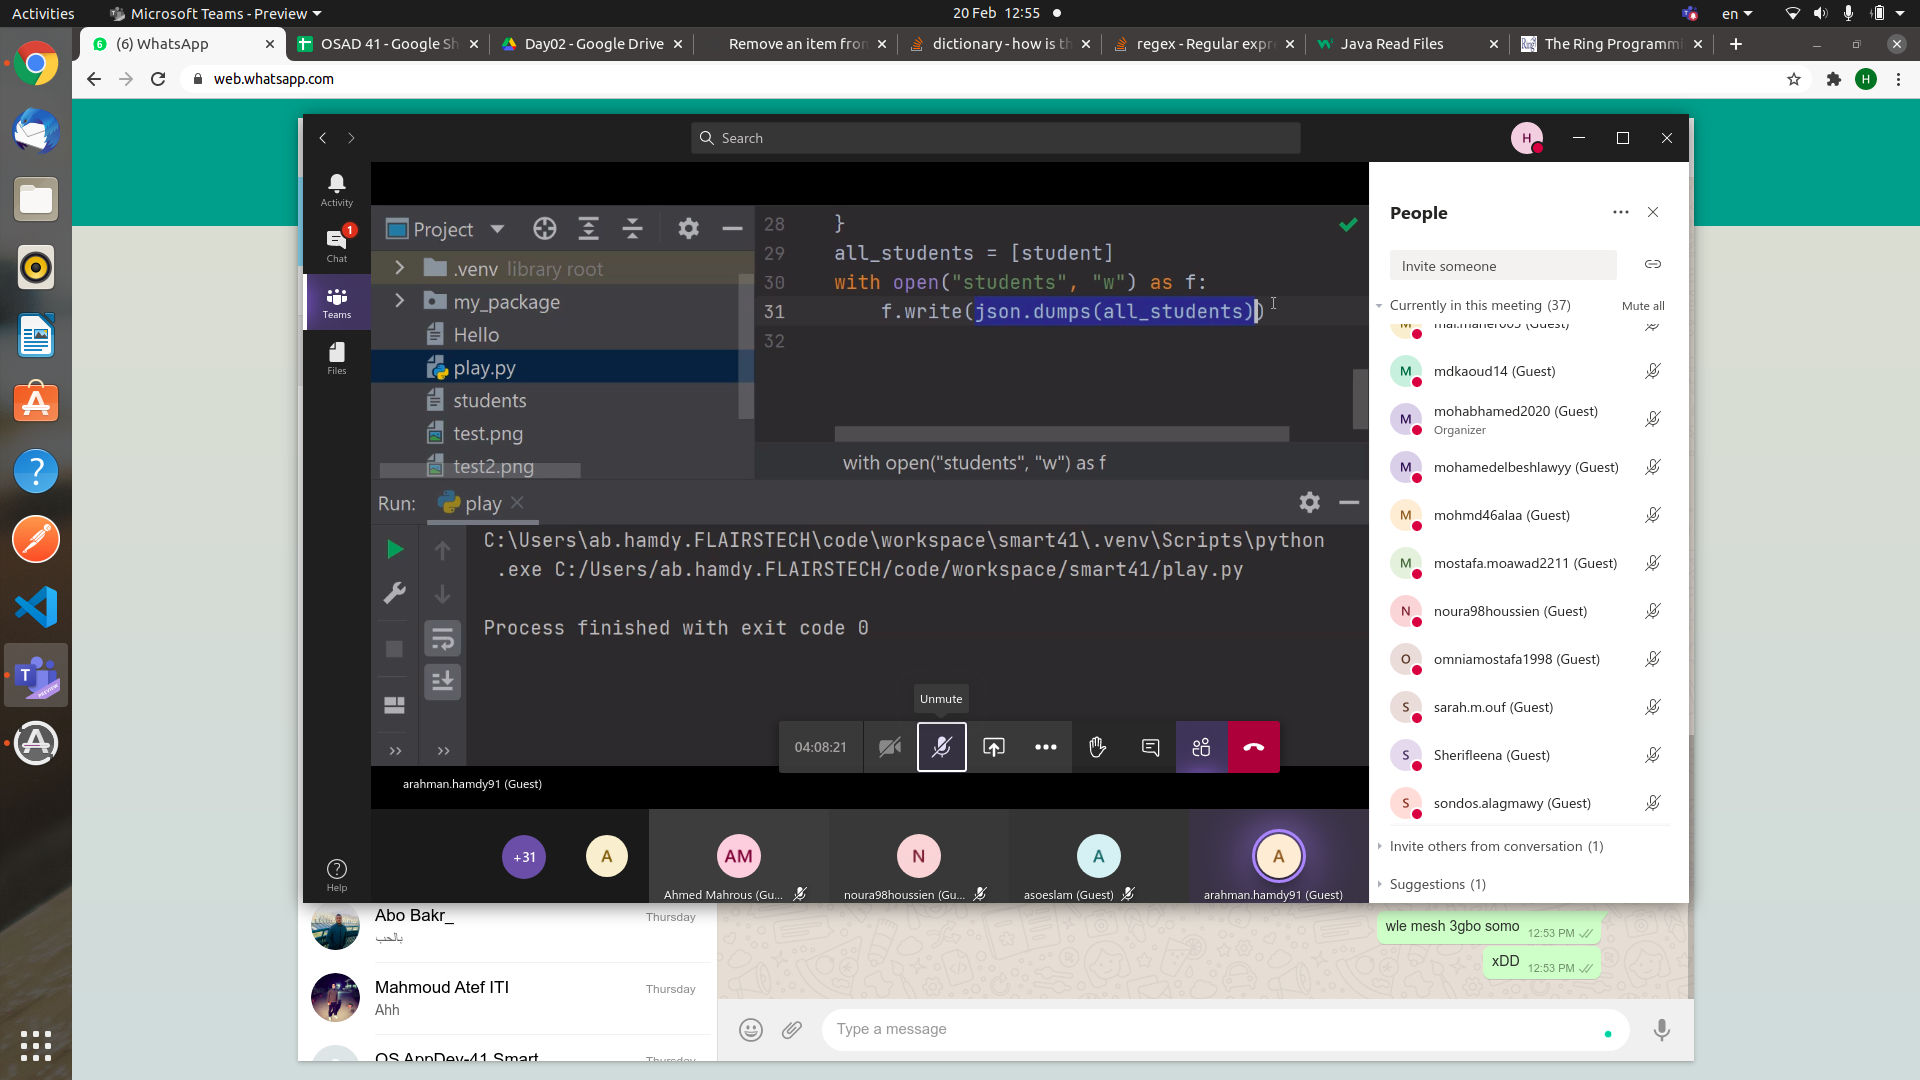 Activities
Microsoft Teams - Preview
20 Feb 12:55
en
(6) WhatsApp
OSAD 41 - Google Sh
Day02 - Google Drive
Remove an item from
dictionary - how is th
regex - Regular expr
Java Read Files
The Ring Programmi
web.whatsapp.com
H
Search
H
Activity
Chat
1
Teams
Files
Help
Project
.venv library root
my_package
Hello
play.py
students
test.png
test2.png
28 }
29 all_students = [student]
30 with open("students", "w") as f:
31 f.write(json.dumps(all_students))
32
with open("students", "w") as f
Run: play
C:\Users\ab.hamdy.FLAIRSTECH\code\workspace\smart41\.venv\Scripts\python
.exe C:/Users/ab.hamdy.FLAIRSTECH/code/workspace/smart41/play.py
Process finished with exit code 0
Unmute
04:08:21
arahman.hamdy91 (Guest)
+31
A
AM
N
A
A
Ahmed Mahrous (Gu...
noura98houssien (Gu...
asoeslam (Guest)
arahman.hamdy91 (Guest)
People
Invite someone
Currently in this meeting (37)
Mute all
M mdkaoud14 (Guest)
M mohabhamed2020 (Guest)
Organizer
M mohamedelbeshlawyy (Guest)
M mohmd46alaa (Guest)
M mostafa.moawad2211 (Guest)
N noura98houssien (Guest)
O omniamostafa1998 (Guest)
S sarah.m.ouf (Guest)
S Sherifleena (Guest)
S sondos.alagmawy (Guest)
Invite others from conversation (1)
Suggestions (1)
Abo Bakr_
Thursday
بالحب
Mahmoud Atef ITI
Thursday
Ahh
OS AppDev-41 Smart
Thursday
wle mesh 3gbo somo 12:53 PM
xDD 12:53 PM
Type a message